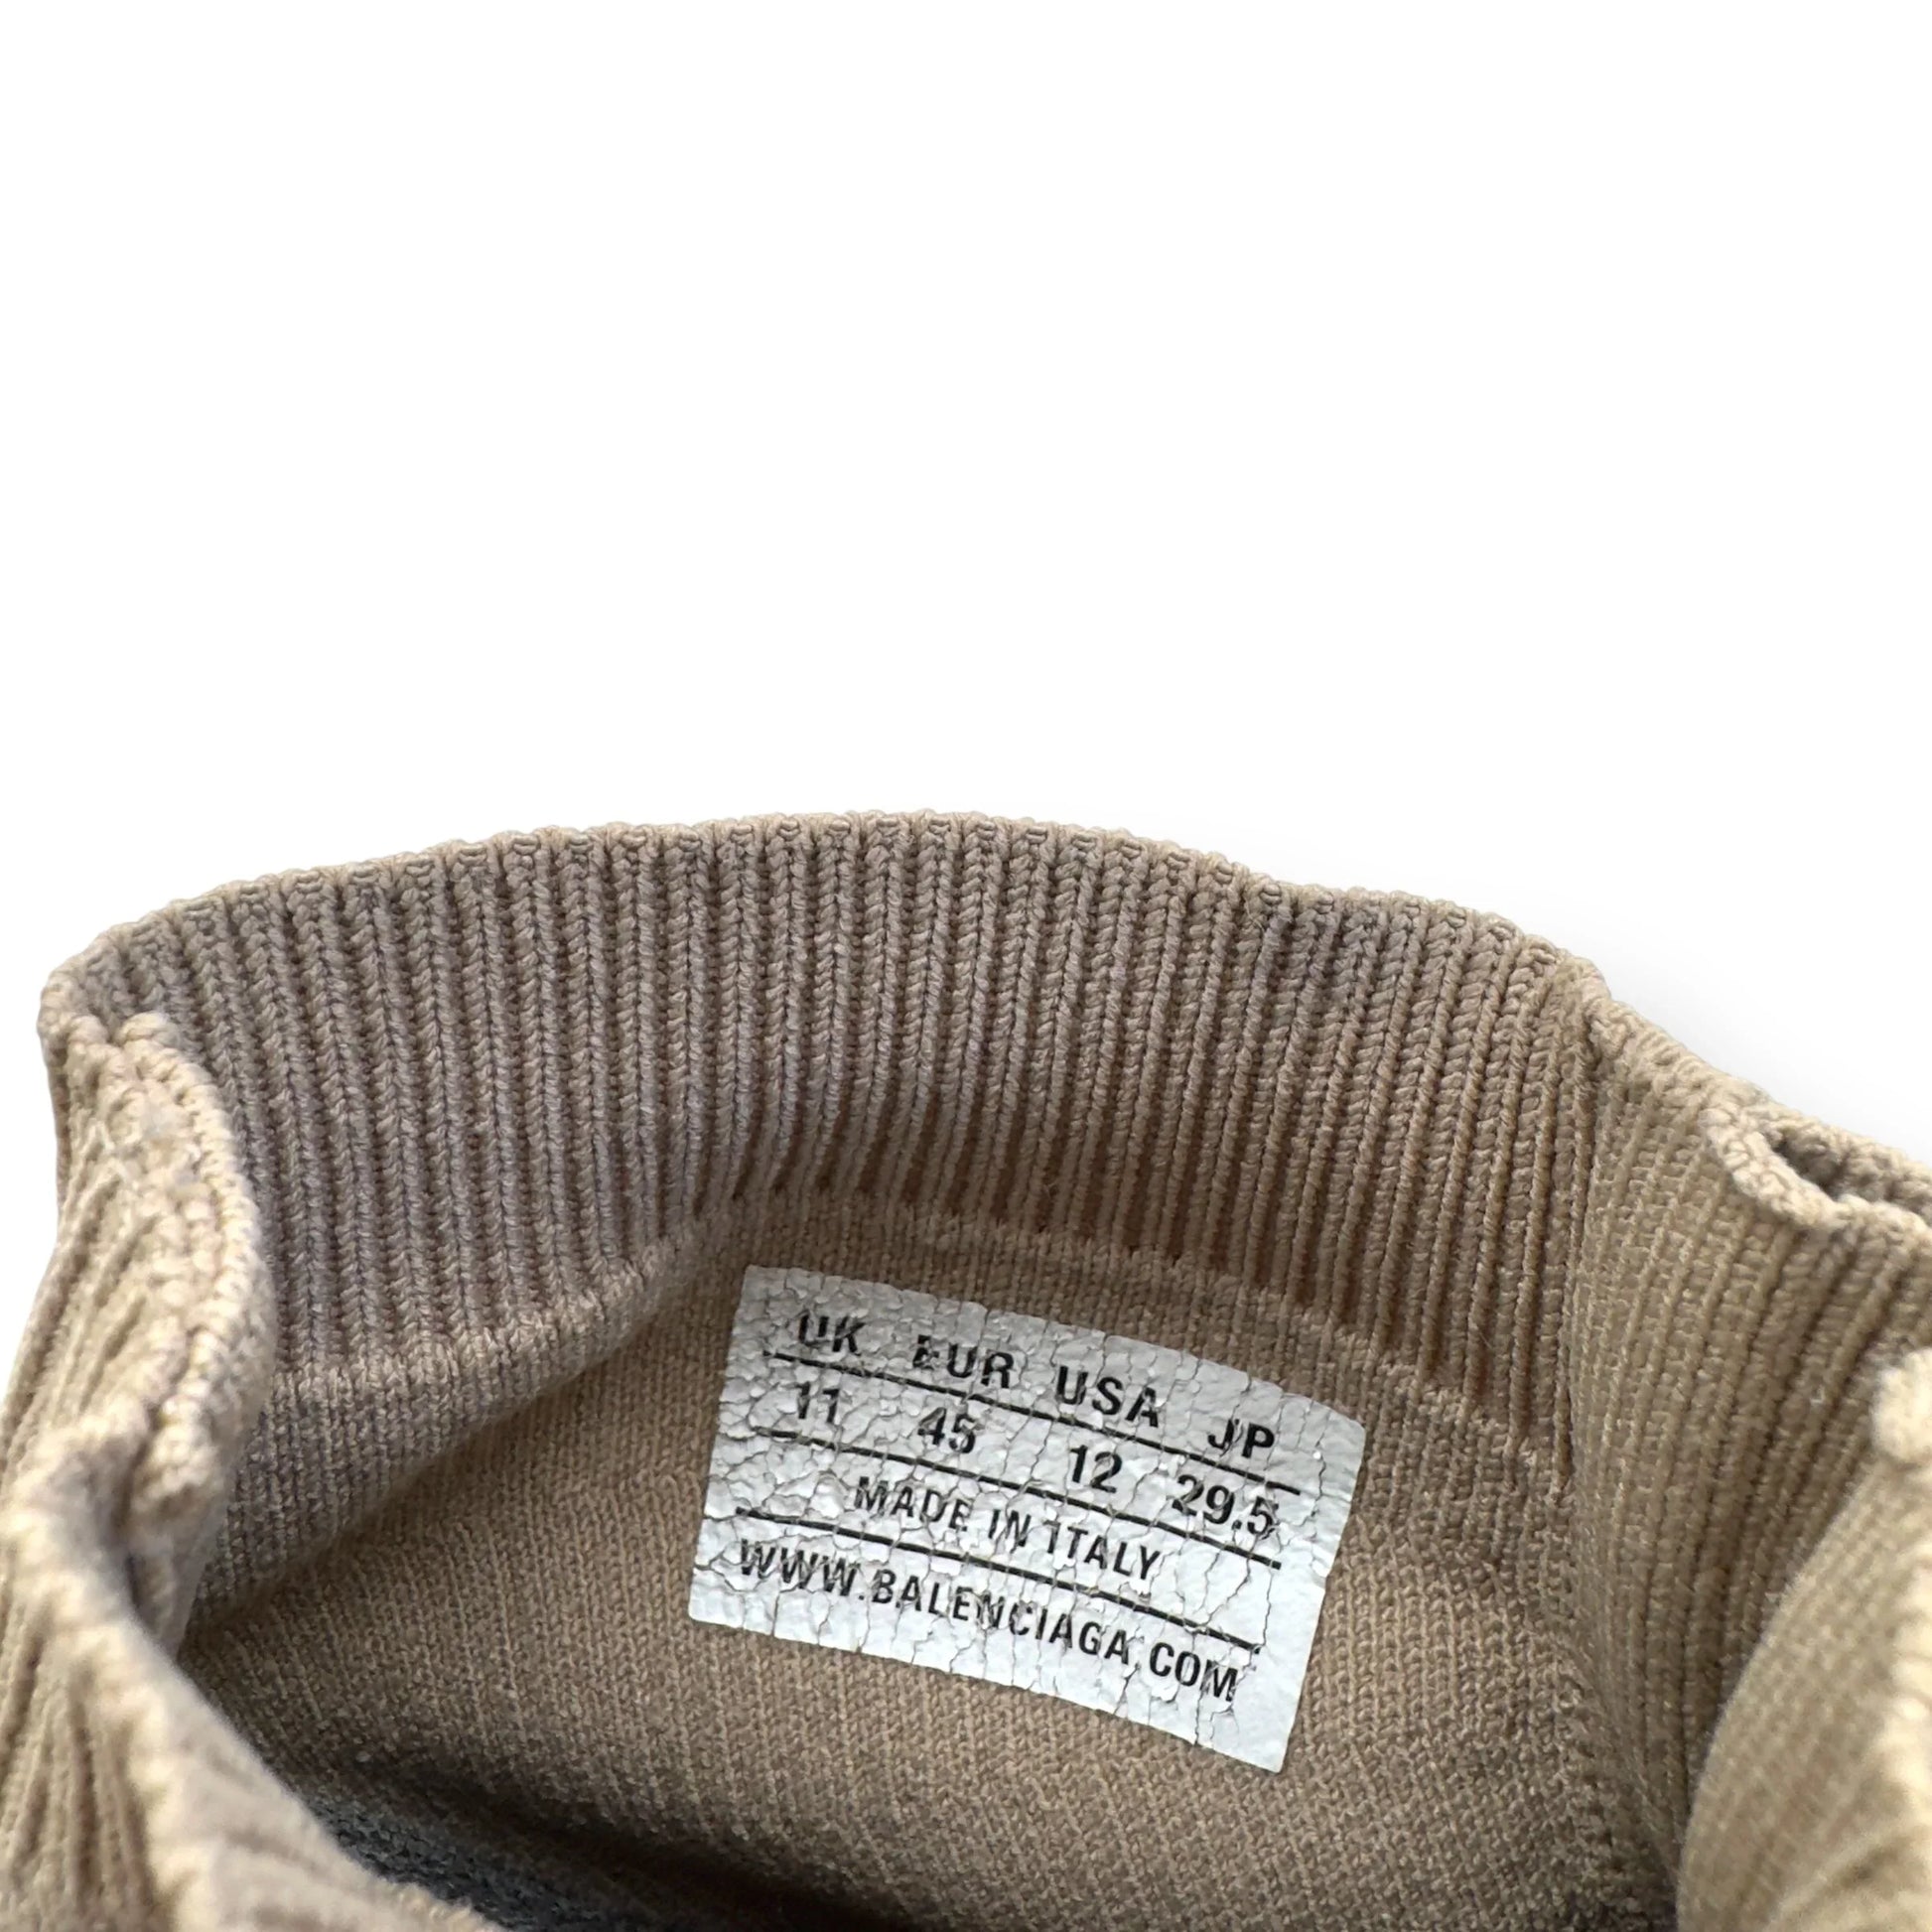 UK EUR USA JP
11 45 12 29.5
MADE IN ITALY
WWW.BALENCIAGA.COM